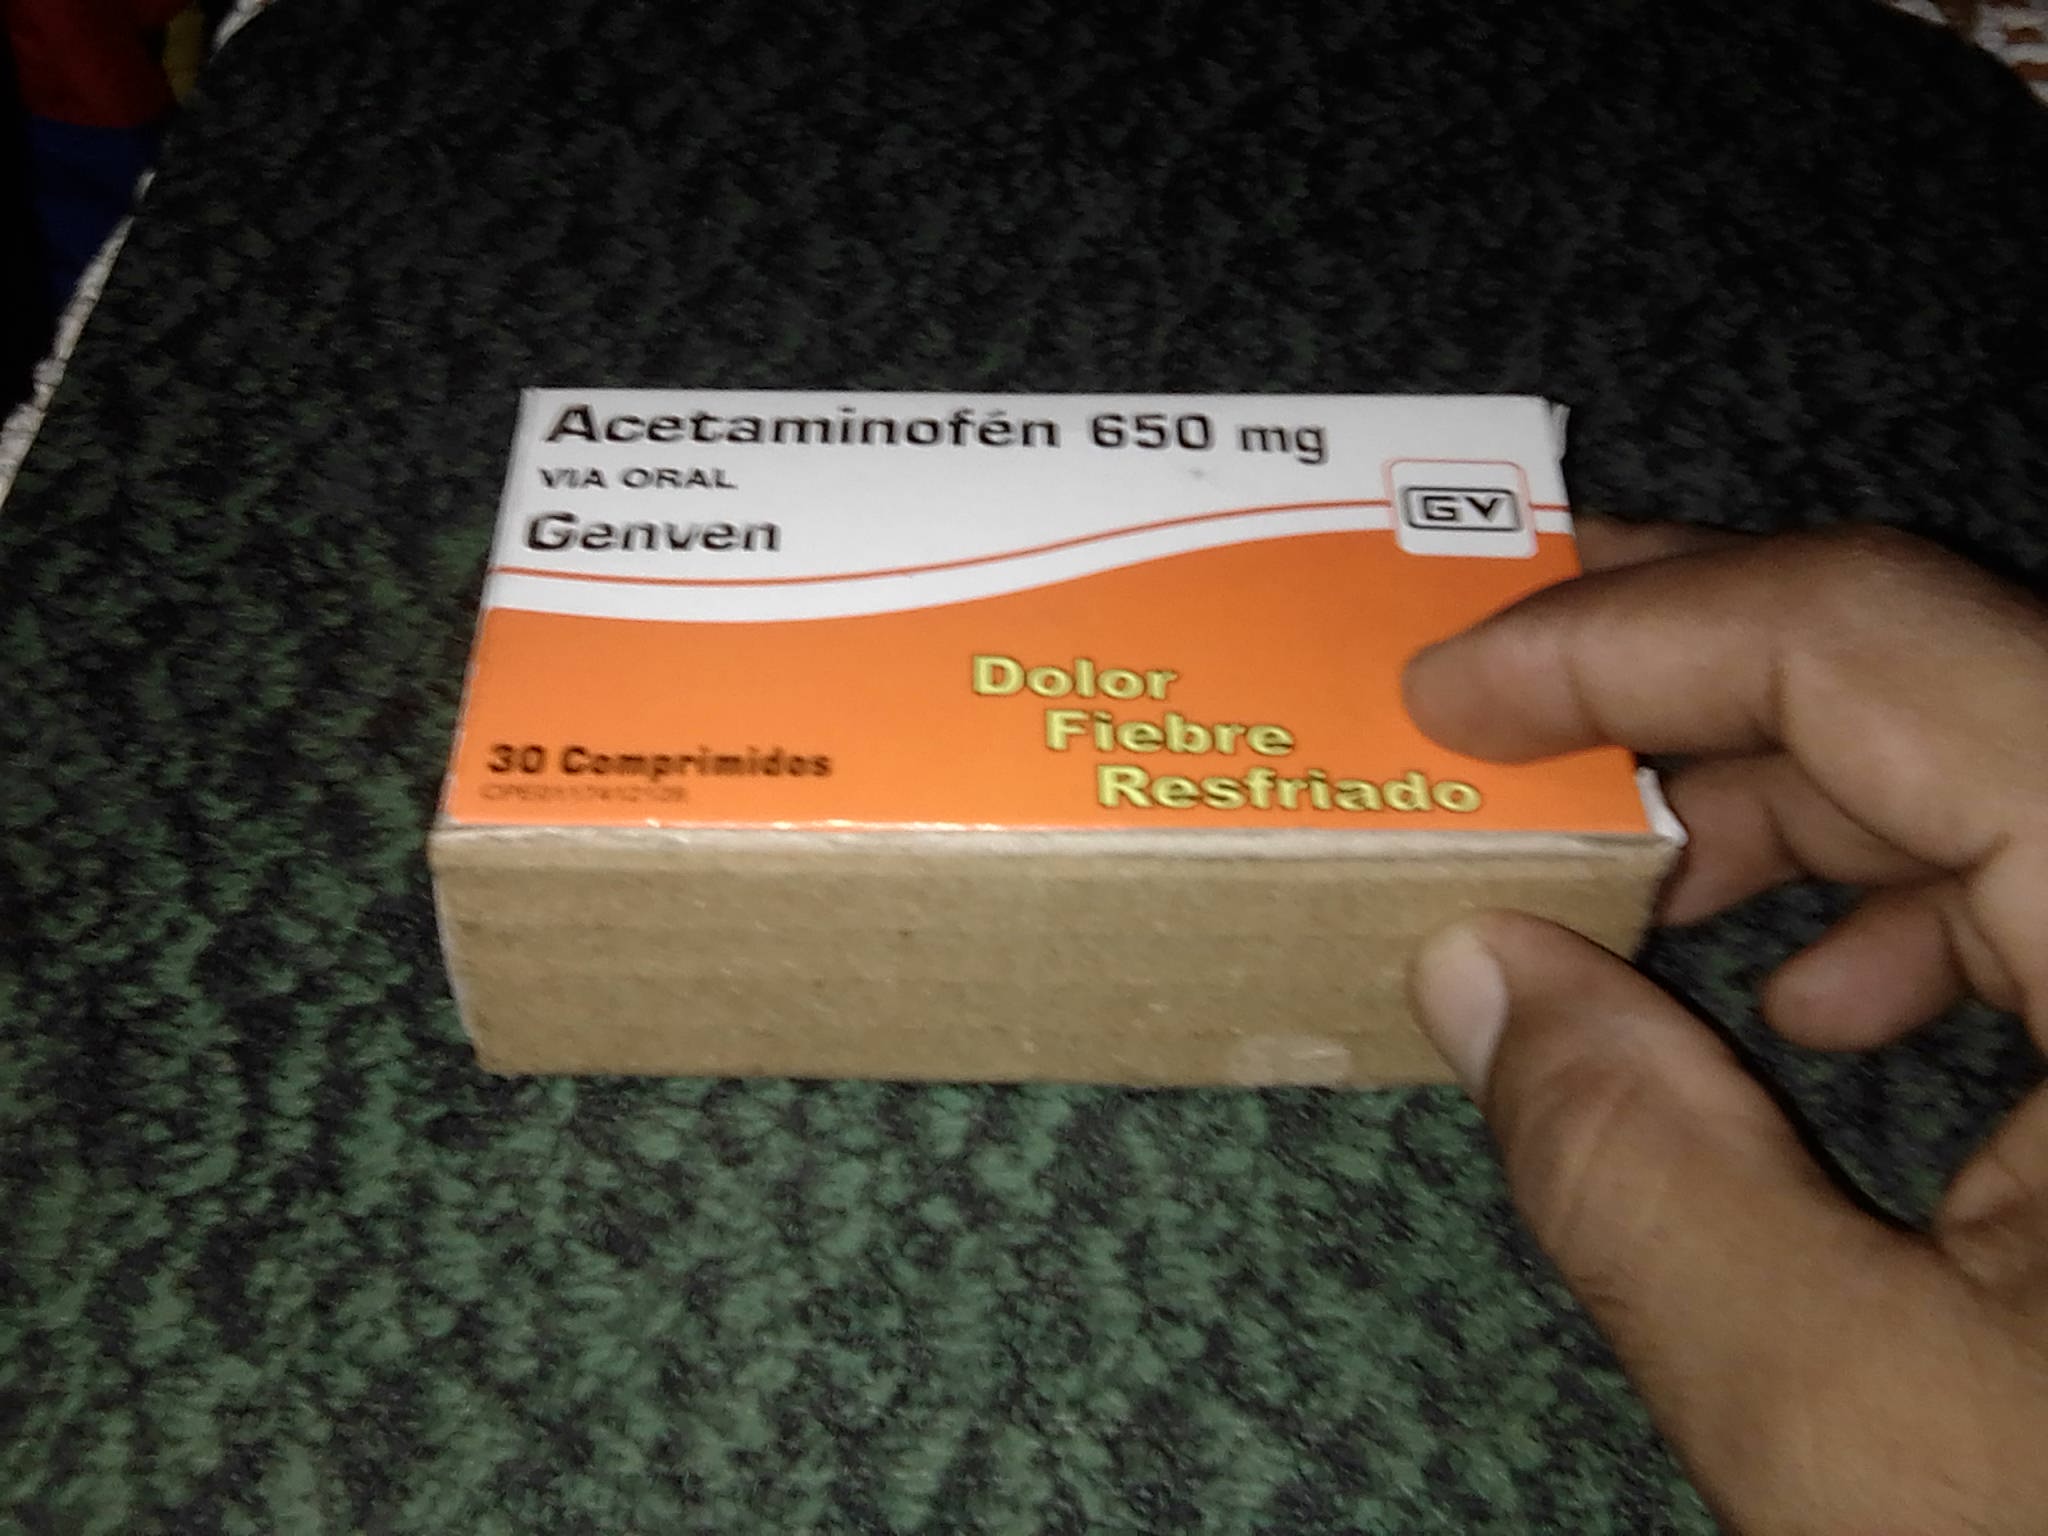 Acetaminofén 650 mg
VIA ORAL
Genven
GV
Dolor
Fiebre
Resfriado
30 Comprimidos